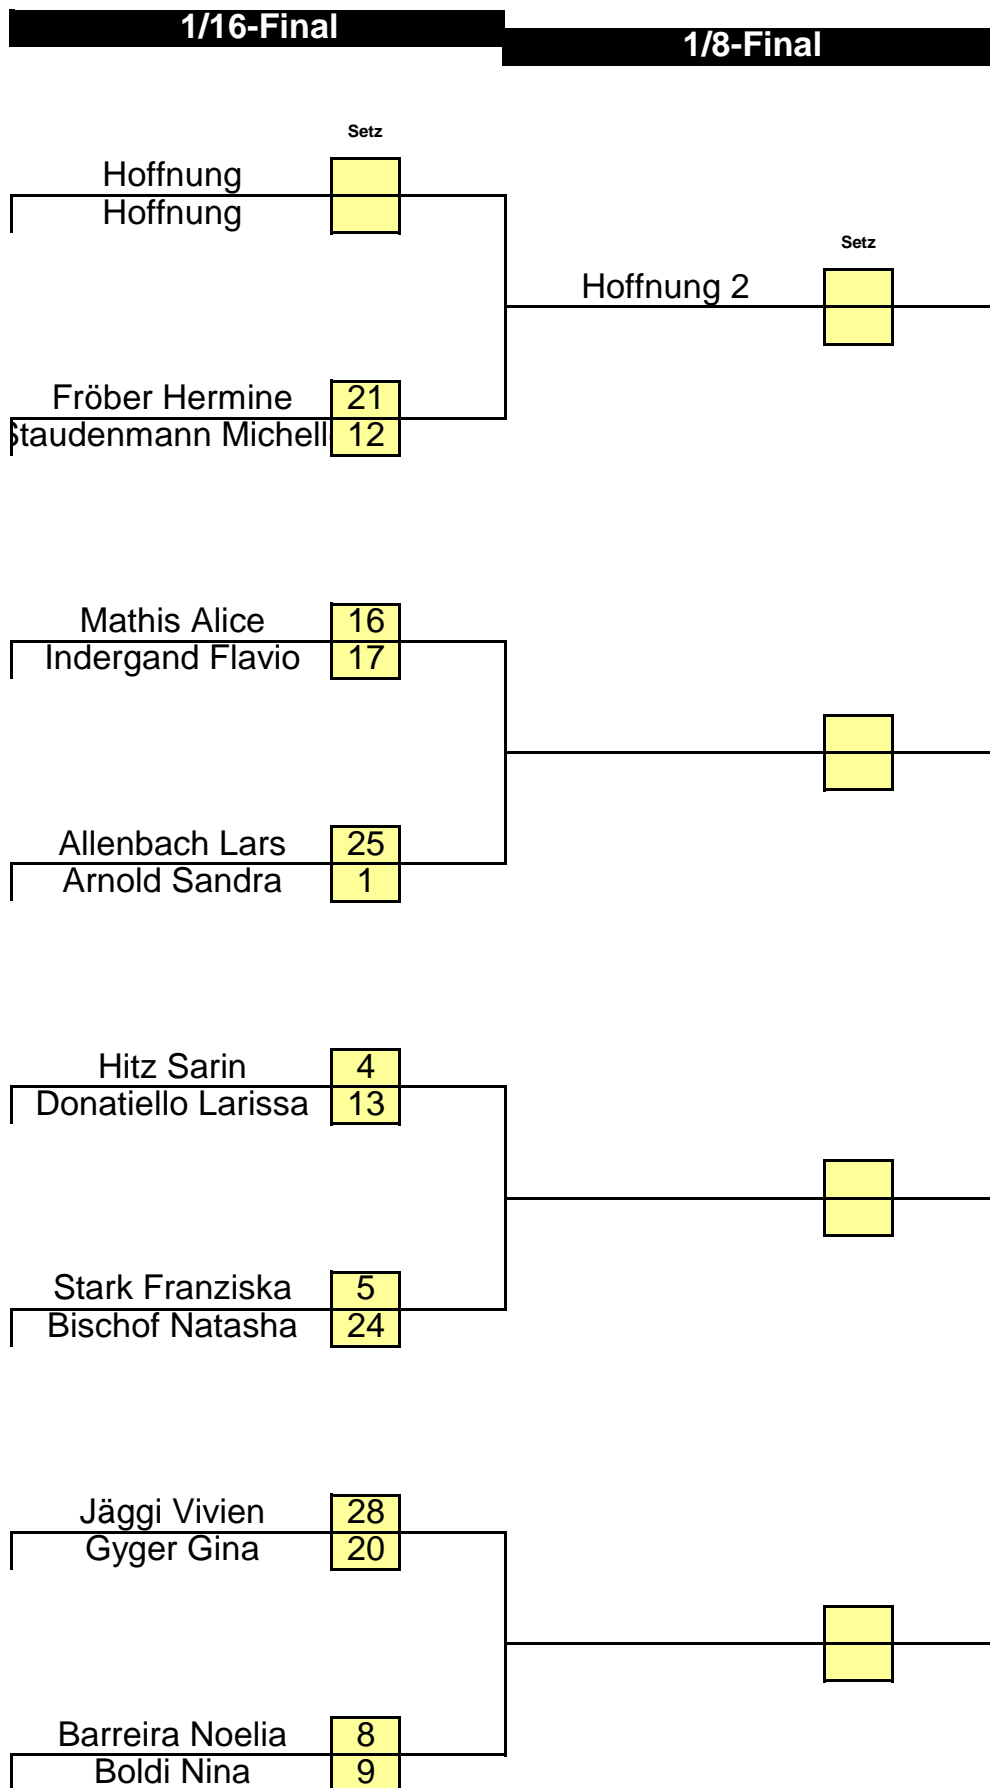 1/16-Final
1/8-Final
Setz
Hoffnung
Hoffnung
Setz
Hoffnung 2
Fröber Hermine 21
Staudenmann Michell 12
Mathis Alice 16
Indergand Flavio 17
Allenbach Lars 25
Arnold Sandra 1
Hitz Sarin 4
Donatiello Larissa 13
Stark Franziska 5
Bischof Natasha 24
Jäggi Vivien 28
Gyger Gina 20
Barreira Noelia 8
Boldi Nina 9